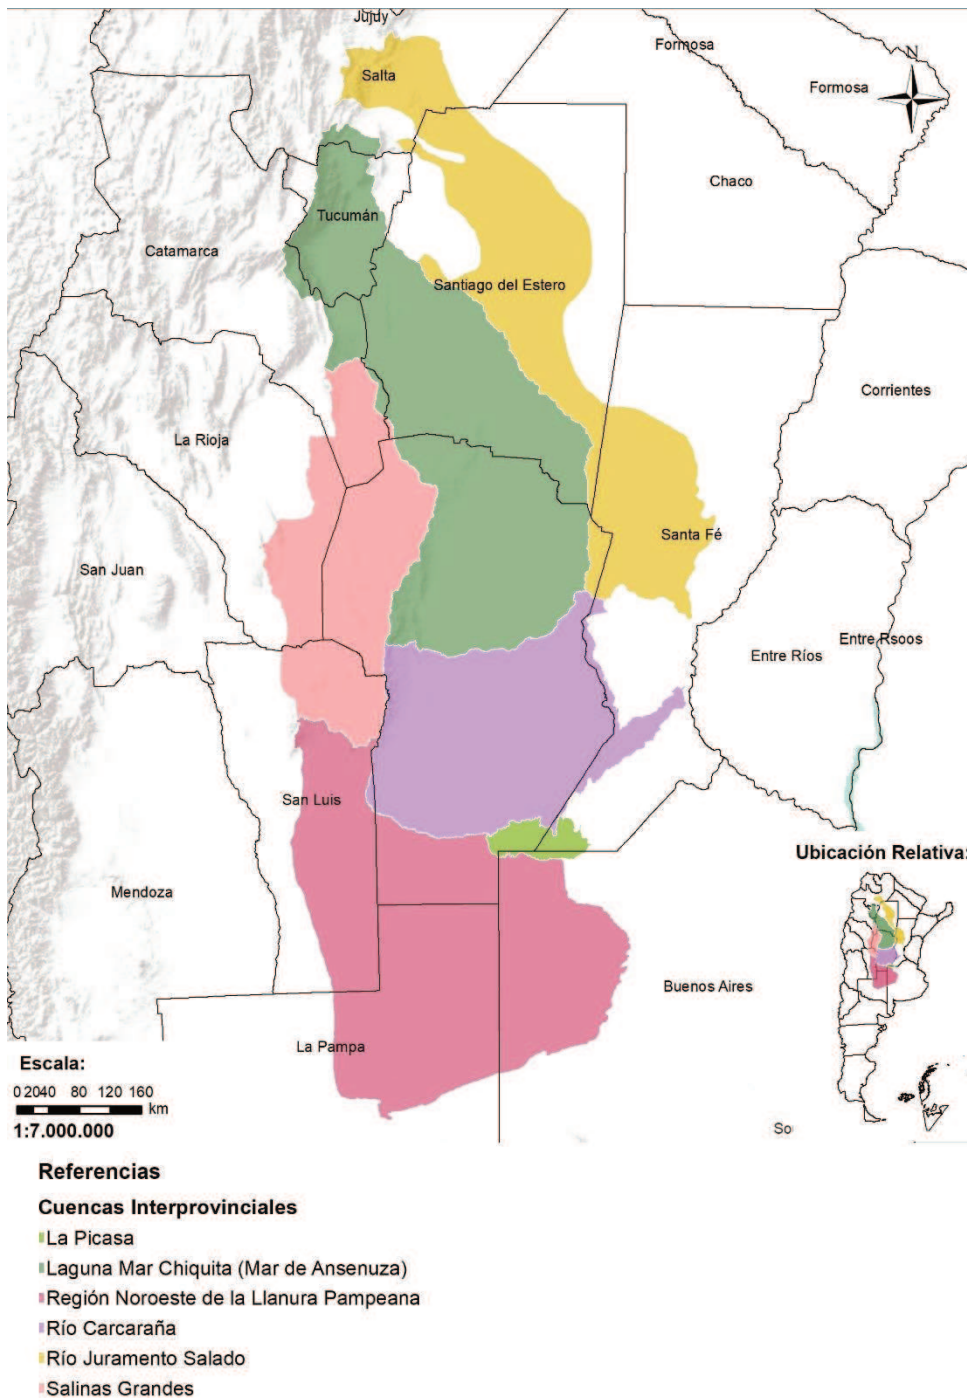 Jujuy
Formosa
N
Salta
Formosa
Chaco
Tucumán
Catamarca
Santiago del Estero
Corrientes
La Rioja
Santa Fé
San Juan
Entre Rsoos
Entre Ríos
San Luis
Ubicación Relativa:
Mendoza
Buenos Aires
La Pampa
Escala:
0 2040 80 120 160
km
1:7.000.000
So
Referencias
Cuencas Interprovinciales
La Picasa
Laguna Mar Chiquita (Mar de Ansenuza)
Región Noroeste de la Llanura Pampeana
Río Carcaraña
Río Juramento Salado
Salinas Grandes